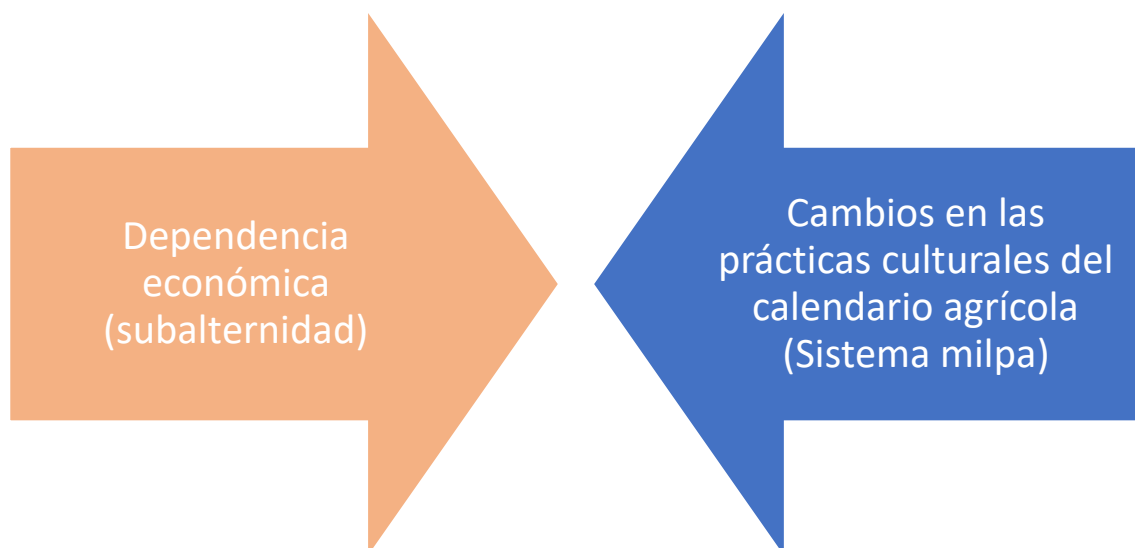 Dependencia
económica
(subalternidad)
Cambios en las
prácticas culturales del
calendario agrícola
(Sistema milpa)